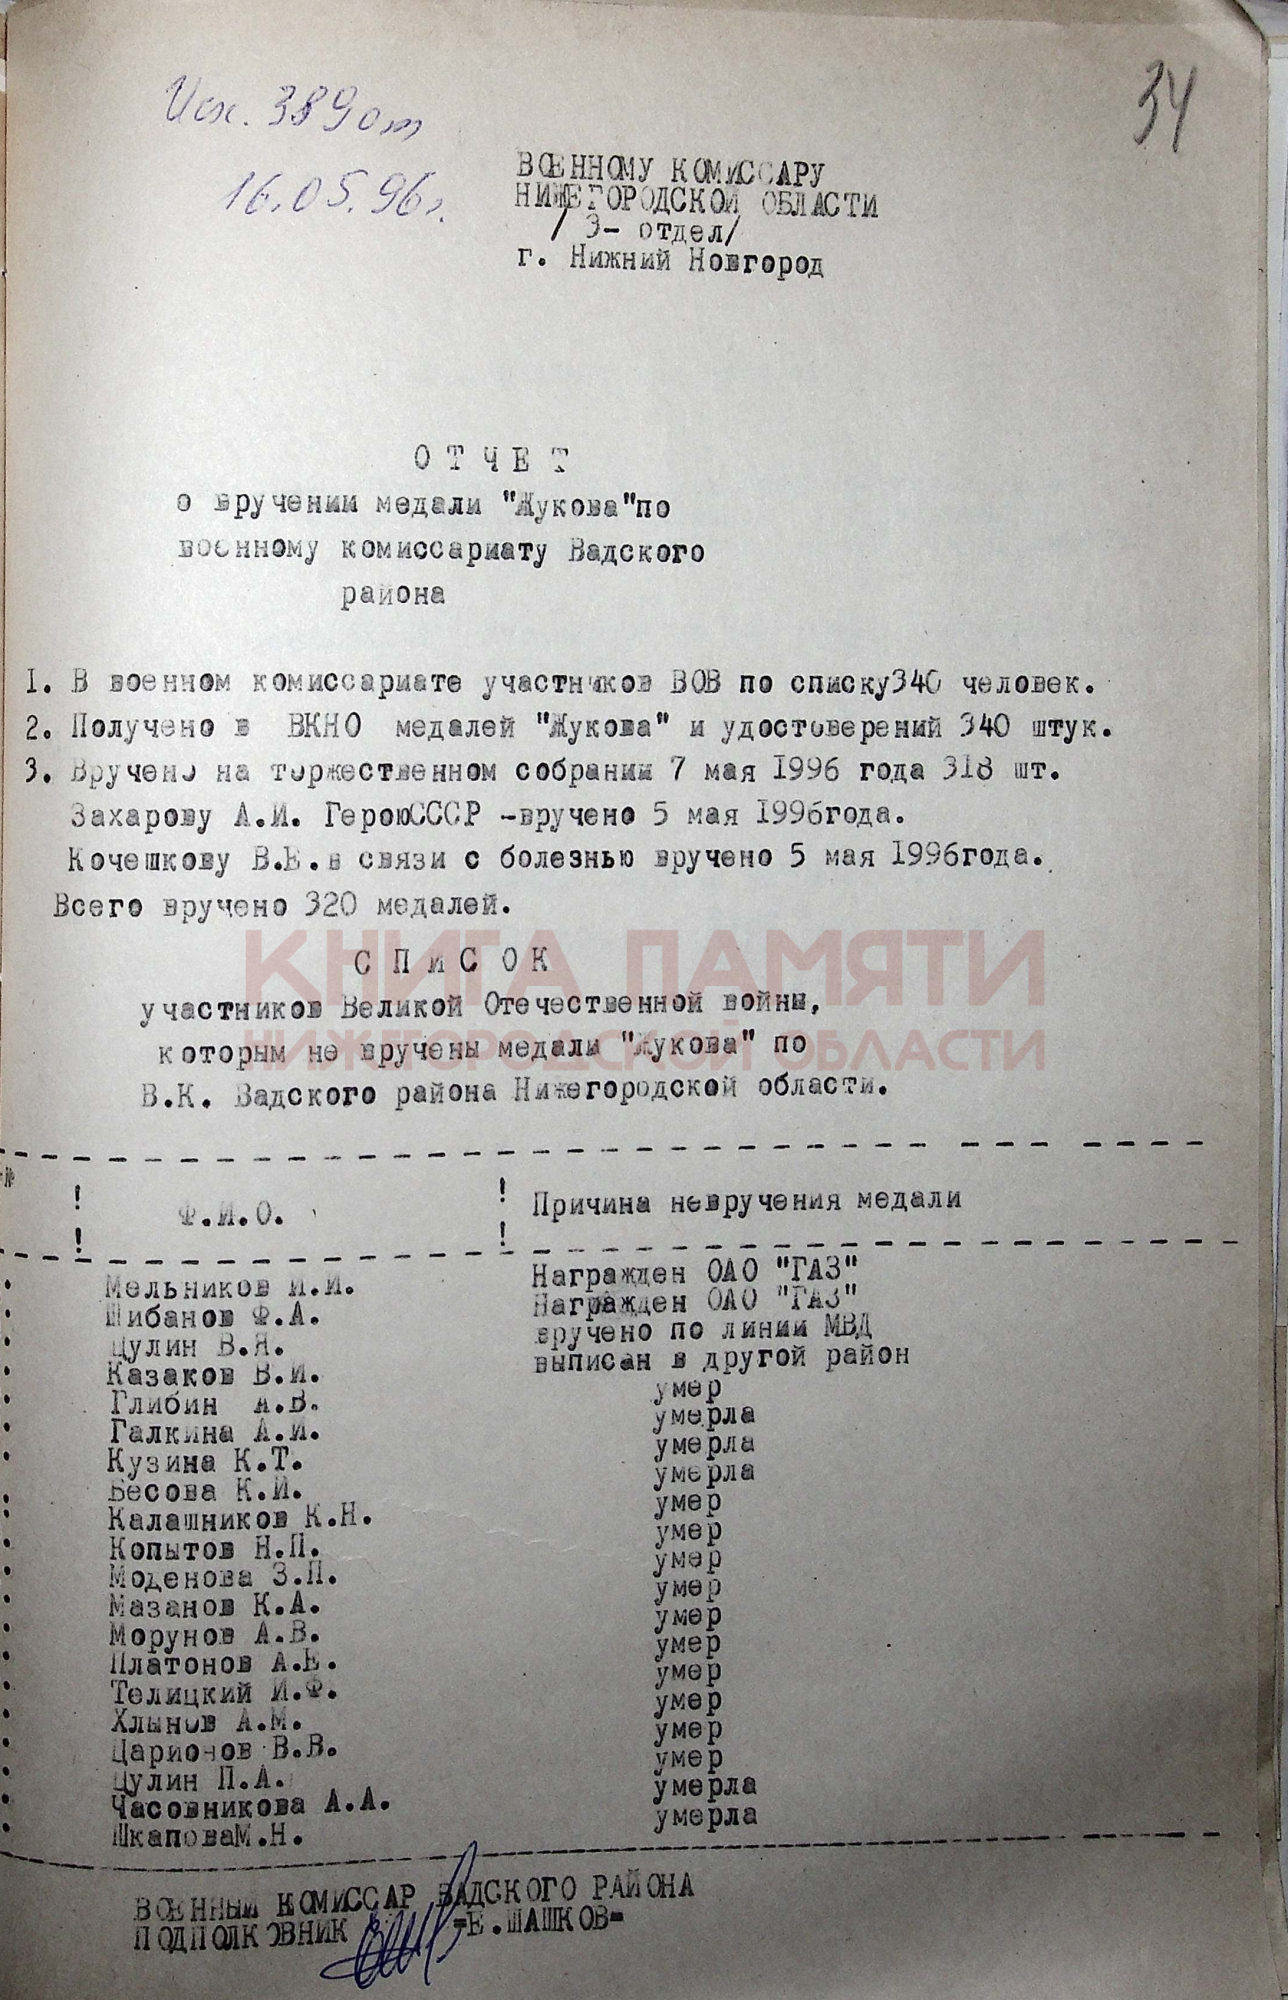 Исх. 389 от
34
16.05.96г.
ВОЕННОМУ КОМИССАРУ
НИЖЕГОРОДСКОЙ ОБЛАСТИ
/ 3- отдел/
г. Нижний Новгород
О Т Ч Е Т
о вручении медали "Жукова"по
военному комиссариату Вадского
района
1. В военном комиссариате участников ВОВ по списку340 человек.
2. Получено в ВКНО медалей "Жукова" и удостоверений 340 штук.
3. Вручено на торжественном собрании 7 мая 1996 года 318 шт.
Захарову А.И. ГероюСССР -вручено 5 мая 1996года.
Кочешкову В.Е.в связи с болезнью вручено 5 мая 1996года.
Всего вручено 320 медалей.
КНИГА ПАМЯТИ
С П И С О К
участников Великой Отечественной войны,
НИЖЕГОРОДСКОЙ ОБЛАСТИ
которым не вручены медали "Жукова" по
В.К. Вадского района Нижегородской области.
№ ! Ф.И.О. ! Причина невручения медали
! !
Мельников И.И. Награжден ОАО "ГАЗ"
Шибанов Ф.А. Награжден ОАО "ГАЗ"
Цулин В.Я. вручено по линии МВД
Казаков В.И. выписан в другой район
Глибин А.В. умер
Галкина А.И. умерла
Кузина К.Т. умерла
Бесова К.И. умерла
Калашников К.Н. умер
Копытов Н.П. умер
Моденова З.П. умер
Мазанов К.А. умер
Морунов А.В. умер
Платонов А.Е. умер
Телицкий И.Ф. умер
Хлынов А.М. умер
Царионов В.В. умер
Цулин П.А. умер
Часовникова А.А. умерла
ШкаповаМ.Н. умерла
ВОЕННЫЙ КОМИССАР ВАДСКОГО РАЙОНА
ПОДПОЛКОВНИК =Е.ШАШКОВ=